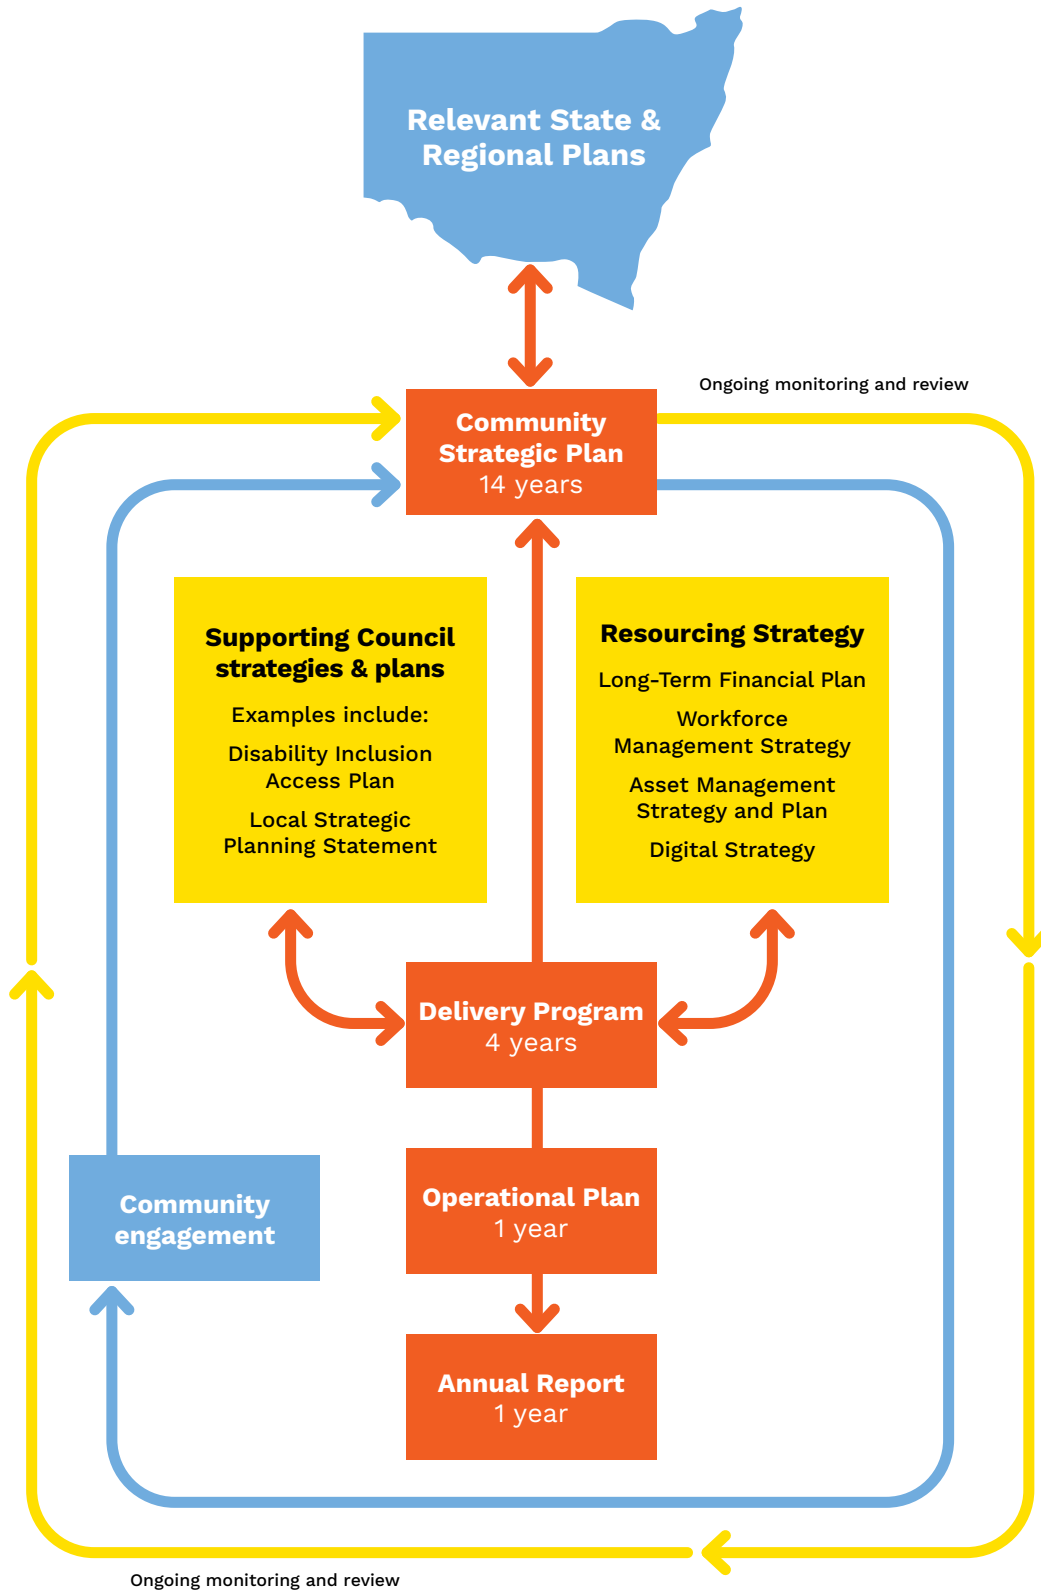 Relevant State &
Regional Plans
Ongoing monitoring and review
Community
Strategic Plan
14 years
Supporting Council
strategies & plans
Examples include:
Disability Inclusion
Access Plan
Local Strategic
Planning Statement
Resourcing Strategy
Long-Term Financial Plan
Workforce
Management Strategy
Asset Management
Strategy and Plan
Digital Strategy
Delivery Program
4 years
Community
engagement
Operational Plan
1 year
Annual Report
1 year
Ongoing monitoring and review